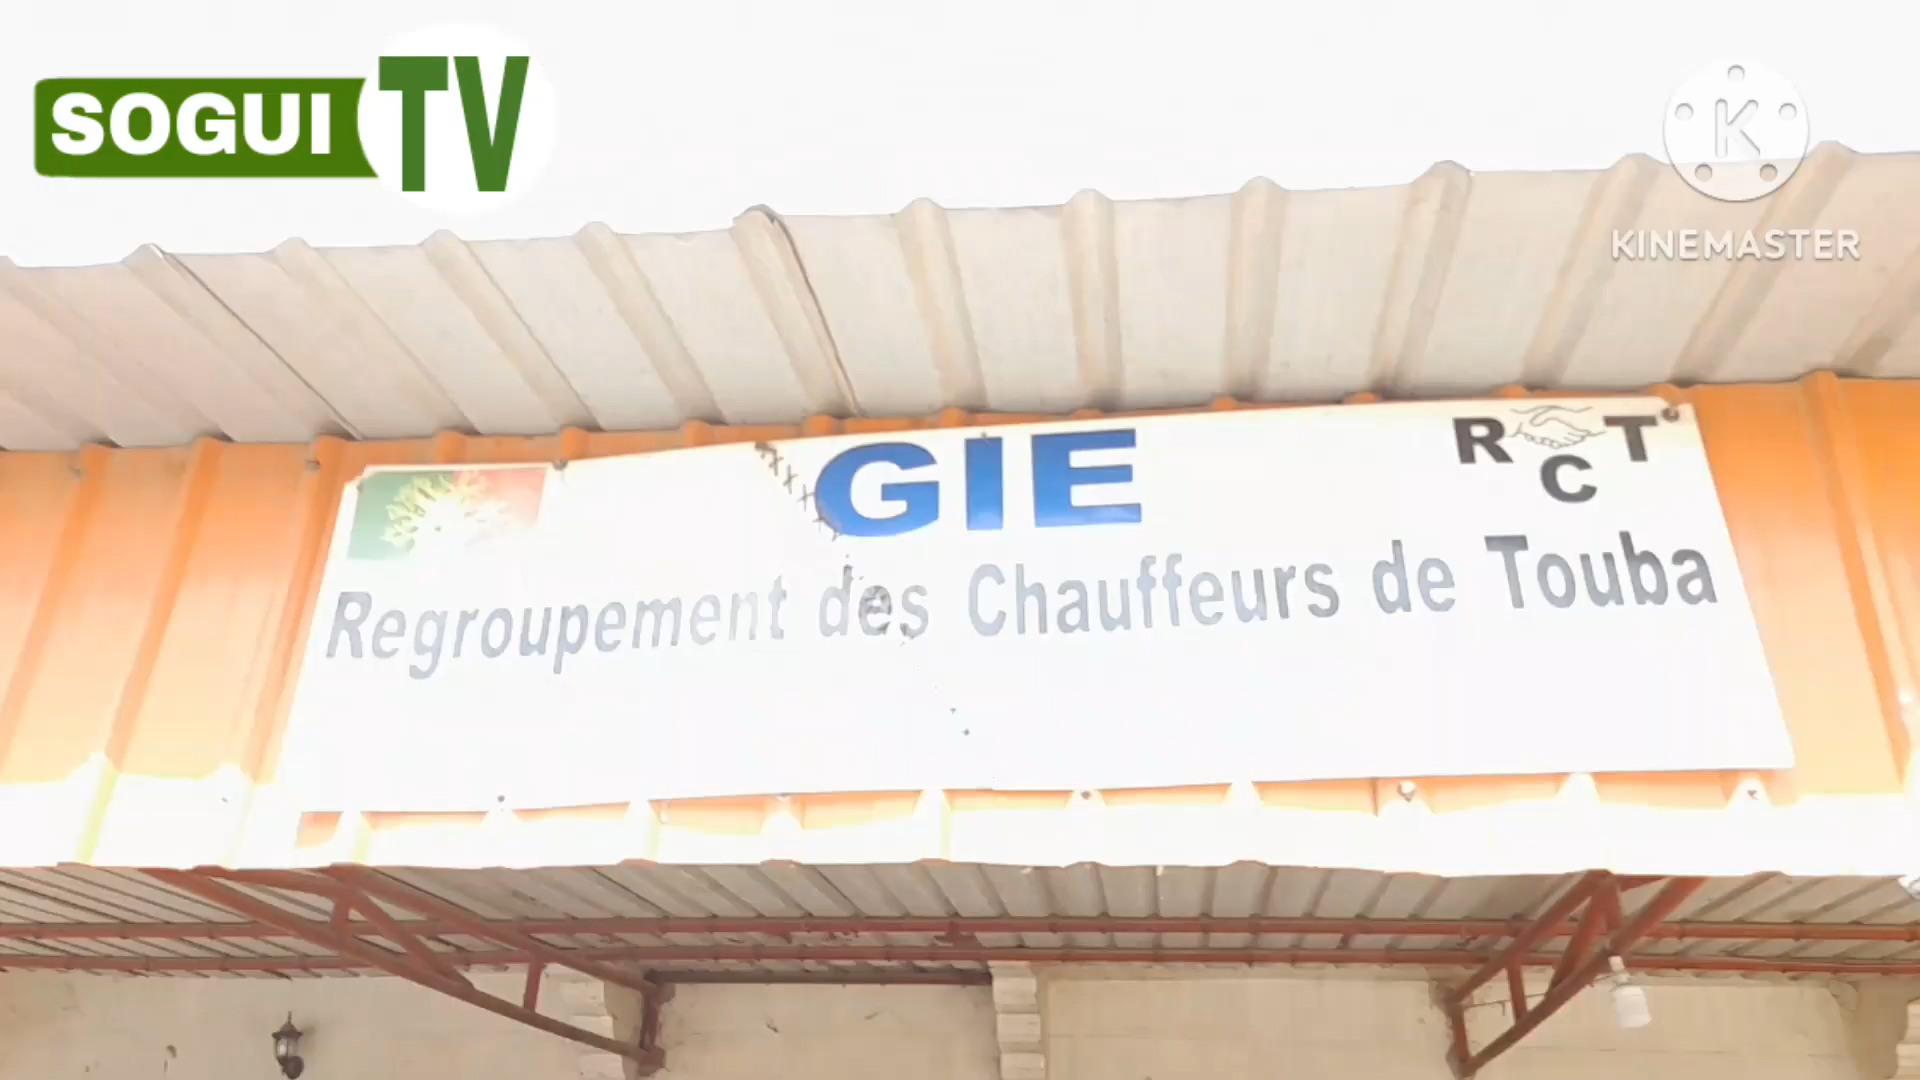 SOGUI TV
K
KINEMASTER
GIE
R C T
Regroupement des Chauffeurs de Touba